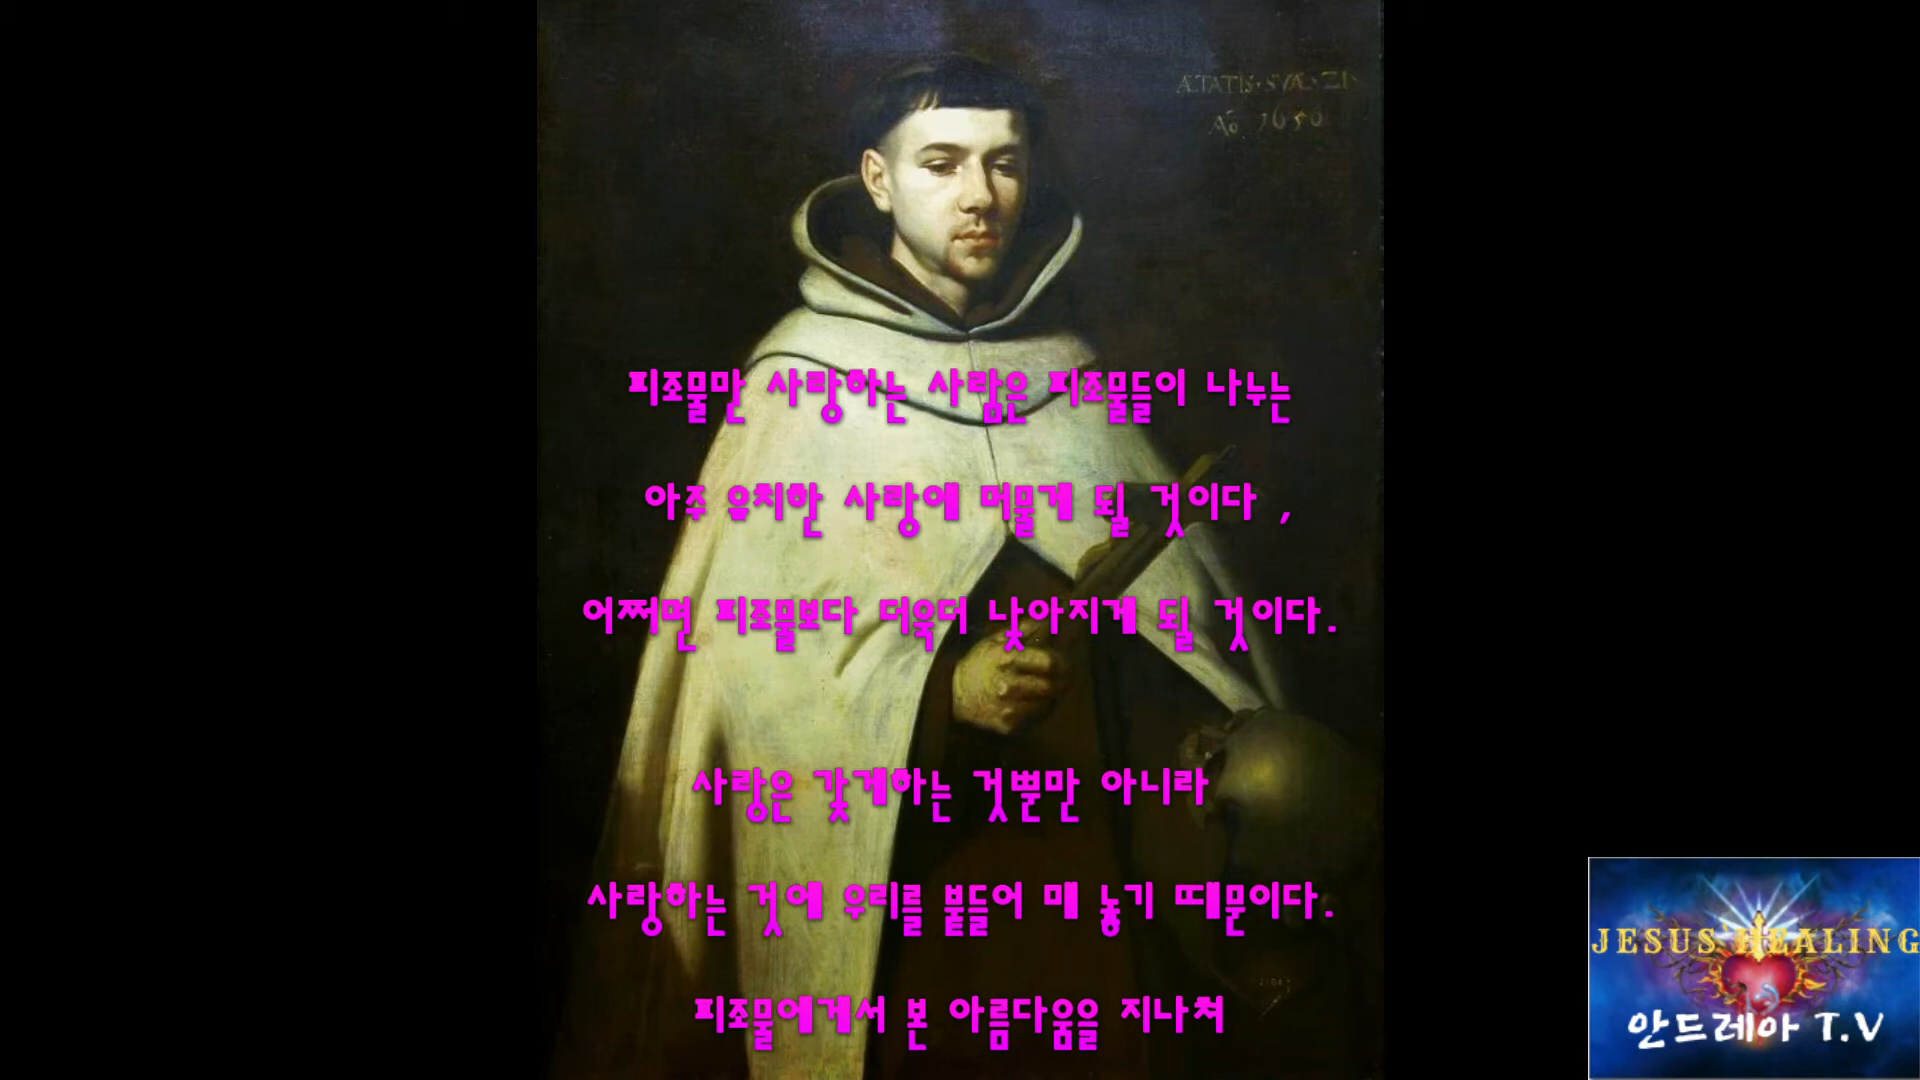 ÆTATIS·SVÆ·21·
Aõ 1656
피조물만 사랑하는 사람은 피조물들이 나누는
아주 유치한 사랑에 머물게 될 것이다 ,
어쩌면 피조물보다 더욱더 낮아지게 될 것이다.
사랑은 갖게하는 것뿐만 아니라
사랑하는 것에 우리를 붙들어 매 놓기 때문이다.
피조물에게서 본 아름다움을 지나쳐
JESUS HEALING
안드레아 T.V